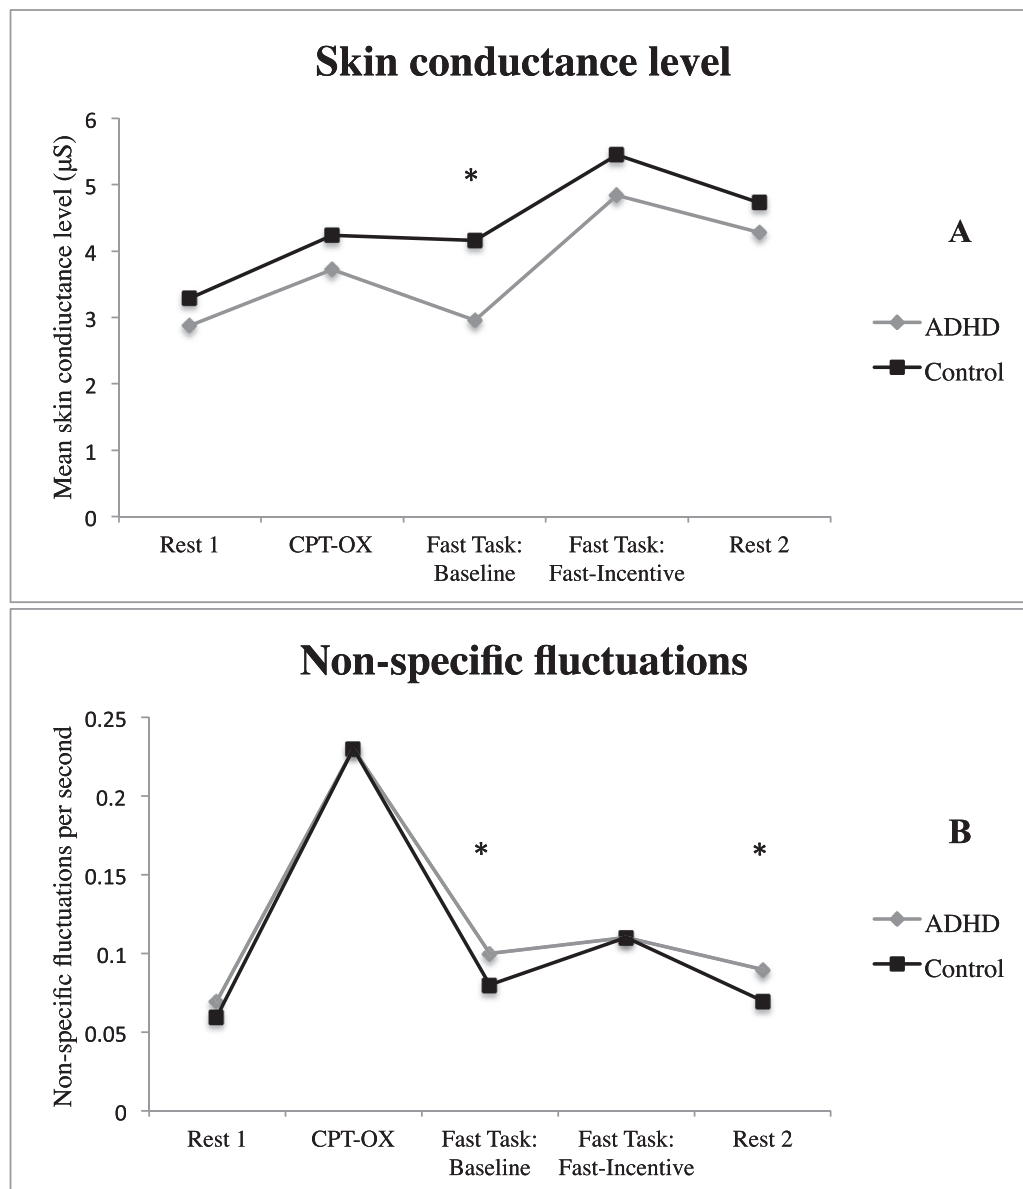 Skin conductance level
Mean skin condiuctance level (µS)
6
5
4
3
2
1
0
*
Rest 1
CPT-OX
Fast Task:
Baseline
Fast Task:
Fast-Incentive
Rest 2
A
ADHD
Control
Non-specific fluctuations
Non-specific fluctuations per second
0.25
0.2
0.15
0.1
0.05
0
*
*
Rest 1
CPT-OX
Fast Task:
Baseline
Fast Task:
Fast-Incentive
Rest 2
B
ADHD
Control